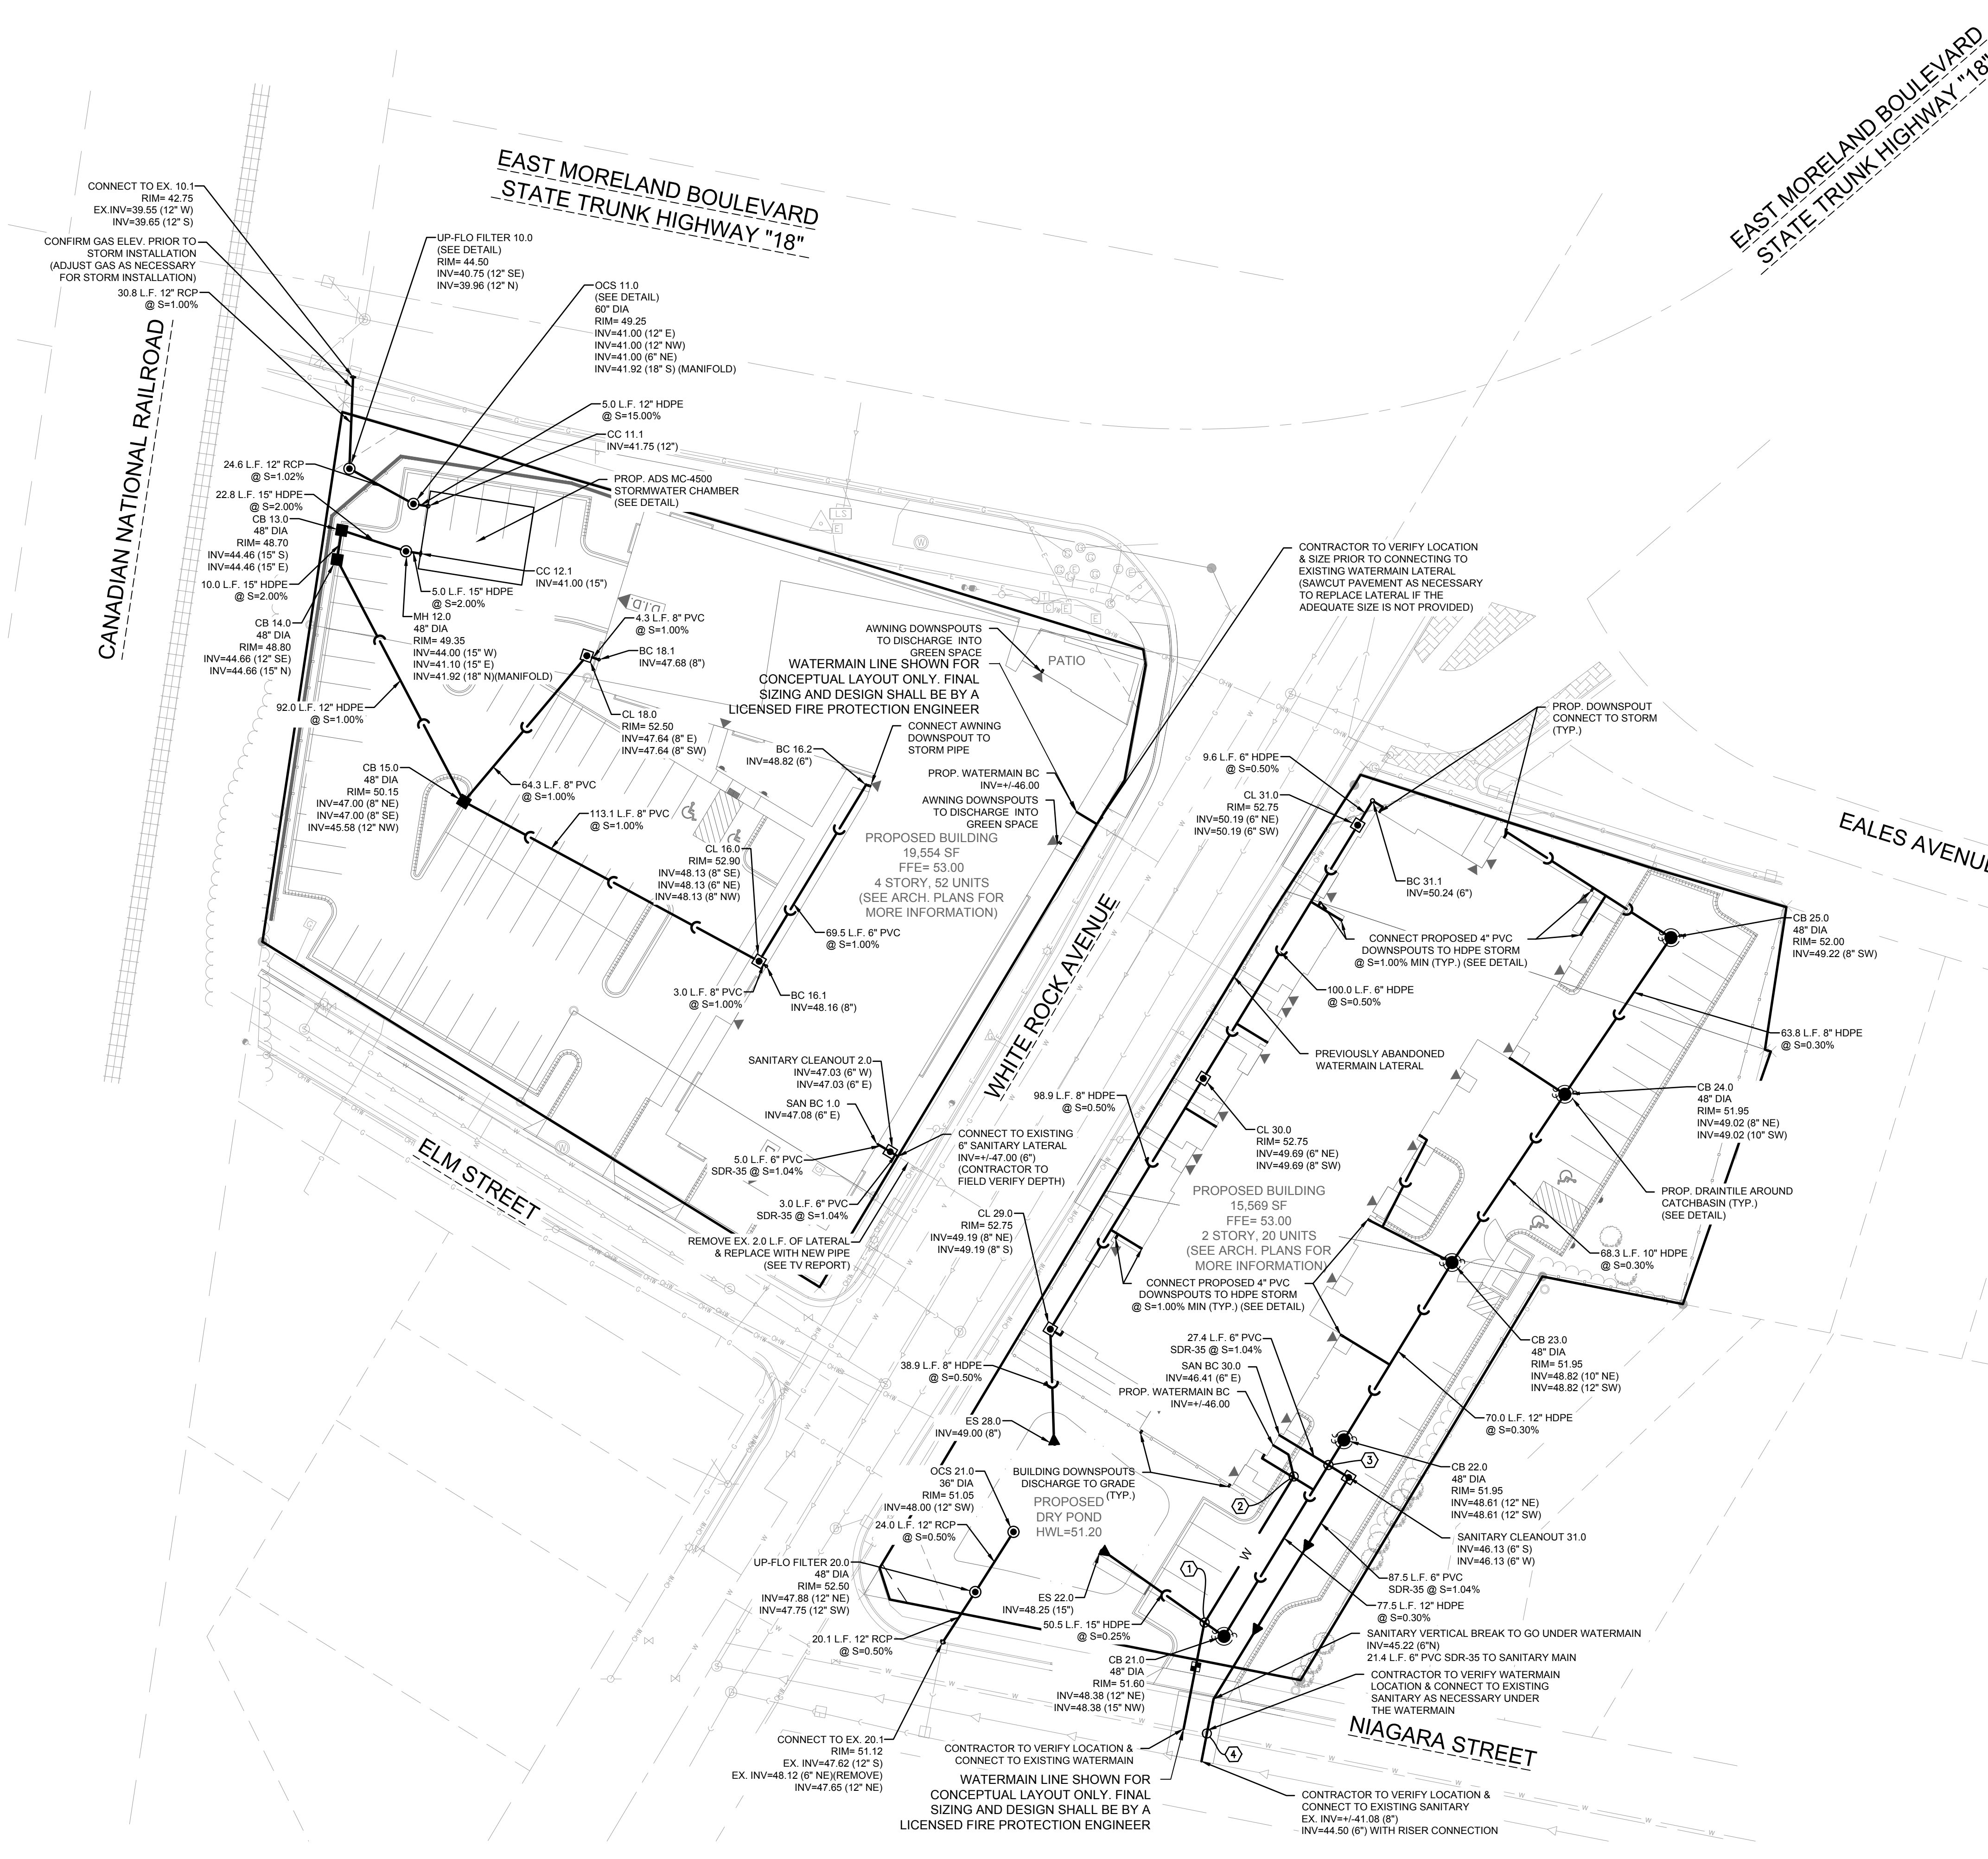 EAST MORELAND BOULEVARD
STATE TRUNK HIGHWAY "18"
EAST MORELAND BOULEVARD
STATE TRUNK HIGHWAY "18"
CONNECT TO EX. 10.1
RIM= 42.75
EX.INV=39.55 (12" W)
INV=39.65 (12" S)
CONFIRM GAS ELEV. PRIOR TO
STORM INSTALLATION
(ADJUST GAS AS NECESSARY
FOR STORM INSTALLATION)
30.8 L.F. 12" RCP
@ S=1.00%
UP-FLO FILTER 10.0
(SEE DETAIL)
RIM= 44.50
INV=40.75 (12" SE)
INV=39.96 (12" N)
OCS 11.0
(SEE DETAIL)
60" DIA
RIM= 49.25
INV=41.00 (12" E)
INV=41.00 (12" NW)
INV=41.00 (6" NE)
INV=41.92 (18" S) (MANIFOLD)
CANADIAN NATIONAL RAILROAD
5.0 L.F. 12" HDPE
@ S=15.00%
CC 11.1
INV=41.75 (12")
PROP. ADS MC-4500
STORMWATER CHAMBER
(SEE DETAIL)
24.6 L.F. 12" RCP
@ S=1.02%
22.8 L.F. 15" HDPE
@ S=2.00%
CB 13.0
48" DIA
RIM= 48.70
INV=44.46 (15" S)
INV=44.46 (15" E)
10.0 L.F. 15" HDPE
@ S=2.00%
CB 14.0
48" DIA
RIM= 48.80
INV=44.66 (12" SE)
INV=44.66 (15" N)
CC 12.1
INV=41.00 (15")
5.0 L.F. 15" HDPE
@ S=2.00%
MH 12.0
48" DIA
RIM= 49.35
INV=44.00 (15" W)
INV=41.10 (15" E)
INV=41.92 (18" N)(MANIFOLD)
4.3 L.F. 8" PVC
@ S=1.00%
BC 18.1
INV=47.68 (8")
CL 18.0
RIM= 52.50
INV=47.64 (8" E)
INV=47.64 (8" SW)
92.0 L.F. 12" HDPE
@ S=1.00%
CB 15.0
48" DIA
RIM= 50.15
INV=47.00 (8" NE)
INV=47.00 (8" SE)
INV=45.58 (12" NW)
64.3 L.F. 8" PVC
@ S=1.00%
113.1 L.F. 8" PVC
@ S=1.00%
AWNING DOWNSPOUTS
TO DISCHARGE INTO
GREEN SPACE
WATERMAIN LINE SHOWN FOR
CONCEPTUAL LAYOUT ONLY. FINAL
SIZING AND DESIGN SHALL BE BY A
LICENSED FIRE PROTECTION ENGINEER
PATIO
CONNECT AWNING
DOWNSPOUT TO
STORM PIPE
BC 16.2
INV=48.82 (6")
PROP. WATERMAIN BC
INV=+/-46.00
AWNING DOWNSPOUTS
TO DISCHARGE INTO
GREEN SPACE
PROPOSED BUILDING
19,554 SF
FFE= 53.00
4 STORY, 52 UNITS
(SEE ARCH. PLANS FOR
MORE INFORMATION)
CL 16.0
RIM= 52.90
INV=48.13 (8" SE)
INV=48.13 (6" NE)
INV=48.13 (8" NW)
69.5 L.F. 6" PVC
@ S=1.00%
3.0 L.F. 8" PVC
@ S=1.00%
BC 16.1
INV=48.16 (8")
CONTRACTOR TO VERIFY LOCATION
& SIZE PRIOR TO CONNECTING TO
EXISTING WATERMAIN LATERAL
(SAWCUT PAVEMENT AS NECESSARY
TO REPLACE LATERAL IF THE
ADEQUATE SIZE IS NOT PROVIDED)
PROP. DOWNSPOUT
CONNECT TO STORM
(TYP.)
9.6 L.F. 6" HDPE
@ S=0.50%
CL 31.0
RIM= 52.75
INV=50.19 (6" NE)
INV=50.19 (6" SW)
BC 31.1
INV=50.24 (6")
EALES AVENUE
CB 25.0
48" DIA
RIM= 52.00
INV=49.22 (8" SW)
CONNECT PROPOSED 4" PVC
DOWNSPOUTS TO HDPE STORM
@ S=1.00% MIN (TYP.) (SEE DETAIL)
100.0 L.F. 6" HDPE
@ S=0.50%
63.8 L.F. 8" HDPE
@ S=0.30%
PREVIOUSLY ABANDONED
WATERMAIN LATERAL
WHITE ROCK AVENUE
SANITARY CLEANOUT 2.0
INV=47.03 (6" W)
INV=47.03 (6" E)
SAN BC 1.0
INV=47.08 (6" E)
5.0 L.F. 6" PVC
SDR-35 @ S=1.04%
3.0 L.F. 6" PVC
SDR-35 @ S=1.04%
REMOVE EX. 2.0 L.F. OF LATERAL
& REPLACE WITH NEW PIPE
(SEE TV REPORT)
CONNECT TO EXISTING
6" SANITARY LATERAL
INV=+/-47.00 (6")
(CONTRACTOR TO
FIELD VERIFY DEPTH)
ELM STREET
98.9 L.F. 8" HDPE
@ S=0.50%
CB 24.0
48" DIA
RIM= 51.95
INV=49.02 (8" NE)
INV=49.02 (10" SW)
CL 30.0
RIM= 52.75
INV=49.69 (6" NE)
INV=49.69 (8" SW)
PROPOSED BUILDING
15,569 SF
FFE= 53.00
2 STORY, 20 UNITS
(SEE ARCH. PLANS FOR
MORE INFORMATION)
PROP. DRAINTILE AROUND
CATCHBASIN (TYP.)
(SEE DETAIL)
CL 29.0
RIM= 52.75
INV=49.19 (8" NE)
INV=49.19 (8" S)
68.3 L.F. 10" HDPE
@ S=0.30%
CONNECT PROPOSED 4" PVC
DOWNSPOUTS TO HDPE STORM
@ S=1.00% MIN (TYP.) (SEE DETAIL)
27.4 L.F. 6" PVC
SDR-35 @ S=1.04%
SAN BC 30.0
INV=46.41 (6" E)
PROP. WATERMAIN BC
INV=+/-46.00
CB 23.0
48" DIA
RIM= 51.95
INV=48.82 (10" NE)
INV=48.82 (12" SW)
38.9 L.F. 8" HDPE
@ S=0.50%
ES 28.0
INV=49.00 (8")
70.0 L.F. 12" HDPE
@ S=0.30%
OCS 21.0
36" DIA
RIM= 51.05
INV=48.00 (12" SW)
BUILDING DOWNSPOUTS
DISCHARGE TO GRADE
(TYP.)
PROPOSED
DRY POND
HWL=51.20
24.0 L.F. 12" RCP
@ S=0.50%
CB 22.0
48" DIA
RIM= 51.95
INV=48.61 (12" NE)
INV=48.61 (12" SW)
3
2
1
W
SANITARY CLEANOUT 31.0
INV=46.13 (6" S)
INV=46.13 (6" W)
UP-FLO FILTER 20.0
48" DIA
RIM= 52.50
INV=47.88 (12" NE)
INV=47.75 (12" SW)
87.5 L.F. 6" PVC
SDR-35 @ S=1.04%
ES 22.0
INV=48.25 (15")
50.5 L.F. 15" HDPE
@ S=0.25%
77.5 L.F. 12" HDPE
@ S=0.30%
20.1 L.F. 12" RCP
@ S=0.50%
SANITARY VERTICAL BREAK TO GO UNDER WATERMAIN
INV=45.22 (6"N)
21.4 L.F. 6" PVC SDR-35 TO SANITARY MAIN
CB 21.0
48" DIA
RIM= 51.60
INV=48.38 (12" NE)
INV=48.38 (15" NW)
CONTRACTOR TO VERIFY WATERMAIN
LOCATION & CONNECT TO EXISTING
SANITARY AS NECESSARY UNDER
THE WATERMAIN
NIAGARA STREET
CONNECT TO EX. 20.1
RIM= 51.12
EX. INV=47.62 (12" S)
EX. INV=48.12 (6" NE)(REMOVE)
INV=47.65 (12" NE)
CONTRACTOR TO VERIFY LOCATION &
CONNECT TO EXISTING WATERMAIN
4
WATERMAIN LINE SHOWN FOR
CONCEPTUAL LAYOUT ONLY. FINAL
SIZING AND DESIGN SHALL BE BY A
LICENSED FIRE PROTECTION ENGINEER
CONTRACTOR TO VERIFY LOCATION &
CONNECT TO EXISTING SANITARY
EX. INV=+/-41.08 (8")
INV=44.50 (6") WITH RISER CONNECTION